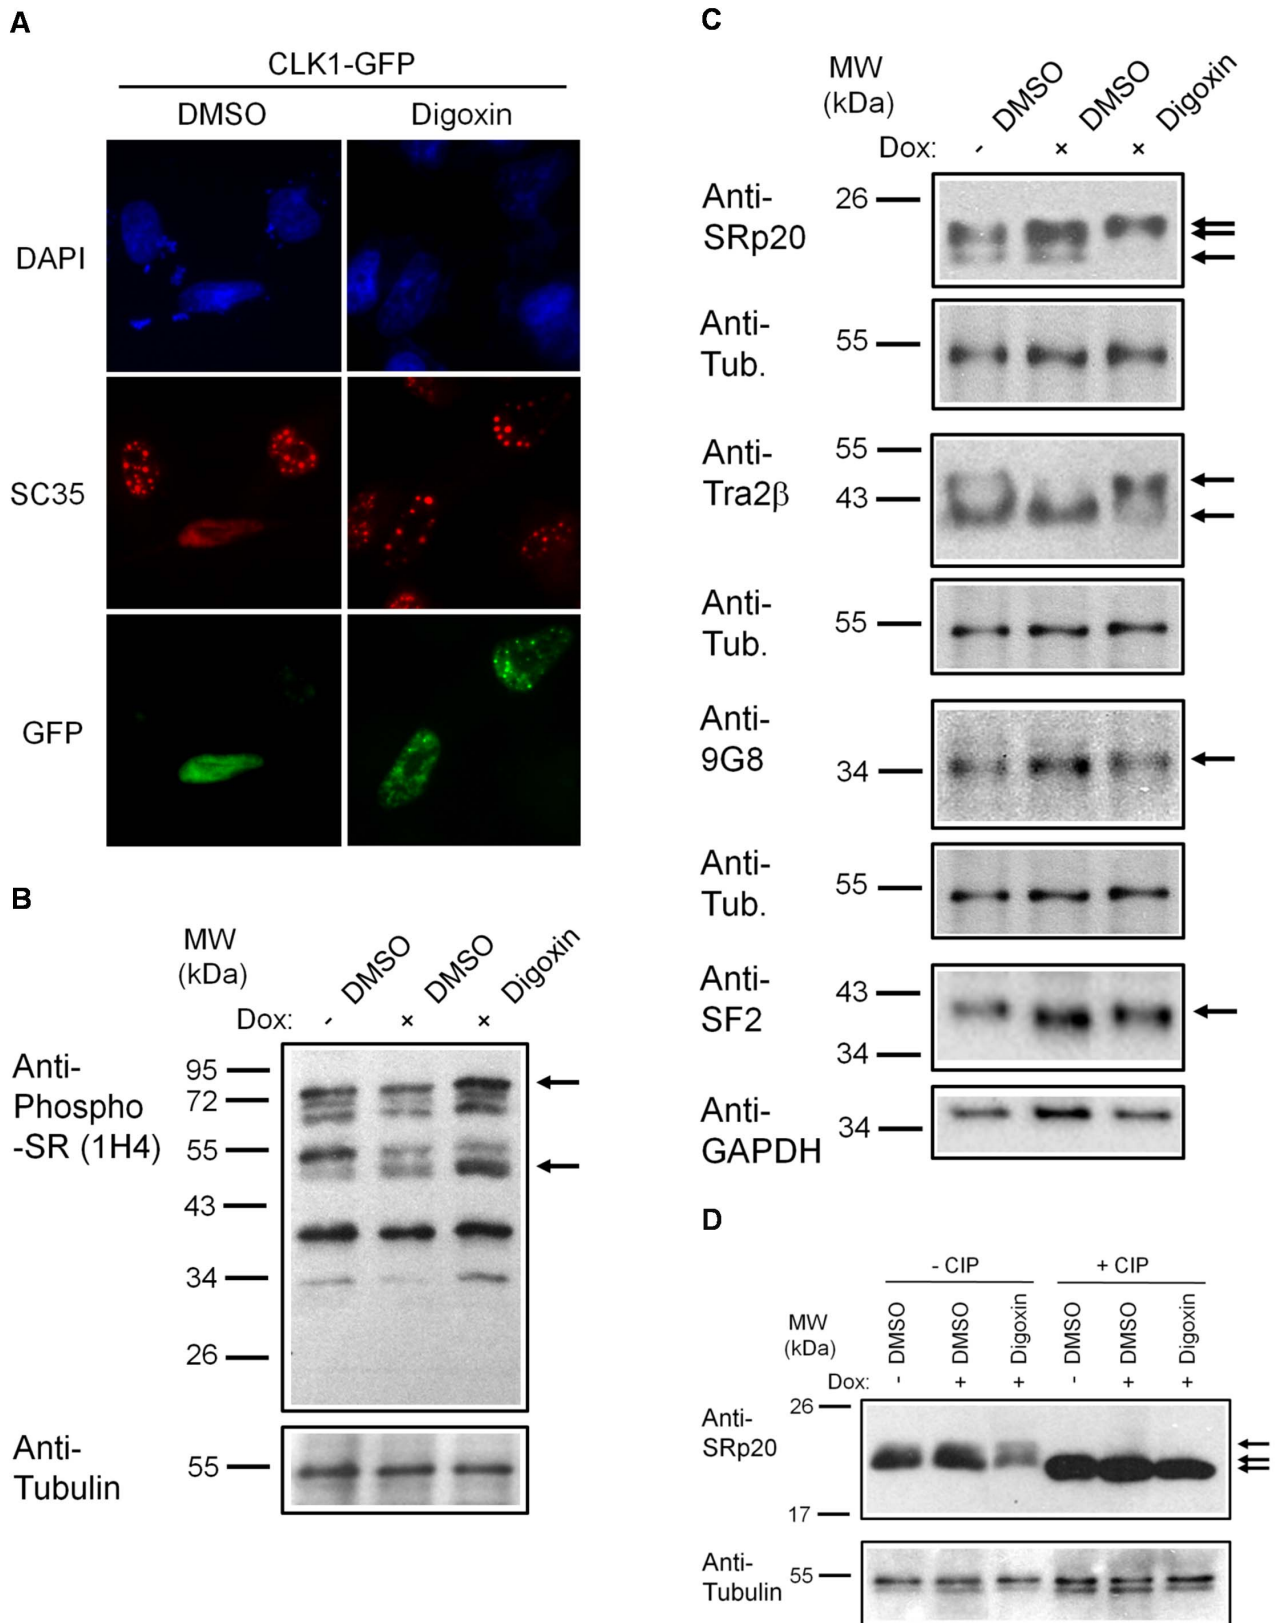 A
CLK1-GFP
DMSO Digoxin
DAPI
SC35
GFP
B
MW
(kDa)
DMSO DMSO Digoxin
Dox: - + +
Anti-
Phospho
-SR (1H4)
95
72
55
43
34
26
Anti-
Tubulin
55
C
MW
(kDa)
DMSO DMSO Digoxin
Dox: - + +
Anti-
SRp20
26
Anti-
Tub.
55
Anti-
Tra2β
55
43
Anti-
Tub.
55
Anti-
9G8
34
Anti-
Tub.
55
Anti-
SF2
43
34
Anti-
GAPDH
34
D
- CIP + CIP
MW
(kDa)
DMSO DMSO Digoxin DMSO DMSO Digoxin
Dox: - + + - + +
Anti-
SRp20
26
17
Anti-
Tubulin
55